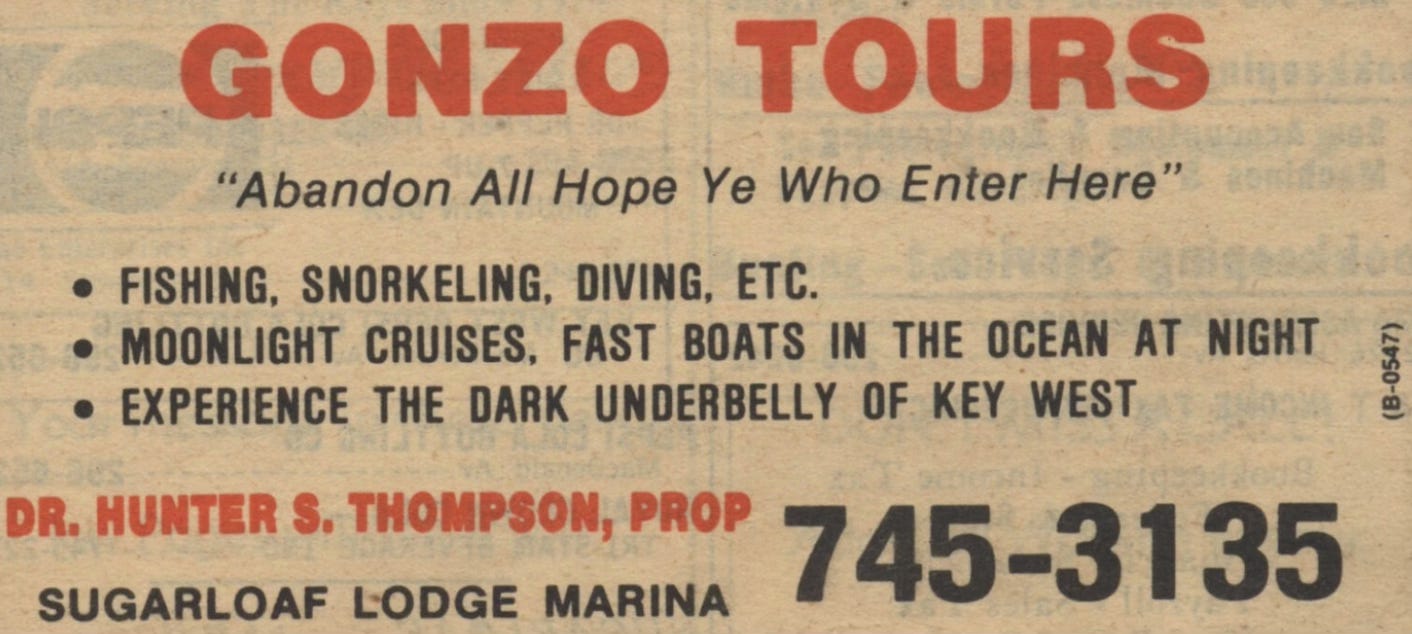 GONZO TOURS
“Abandon All Hope Ye Who Enter Here”
• FISHING, SNORKELING, DIVING, ETC.
• MOONLIGHT CRUISES, FAST BOATS IN THE OCEAN AT NIGHT
• EXPERIENCE THE DARK UNDERBELLY OF KEY WEST
(B-0547)
DR. HUNTER S. THOMPSON, PROP
SUGARLOAF LODGE MARINA
745-3135